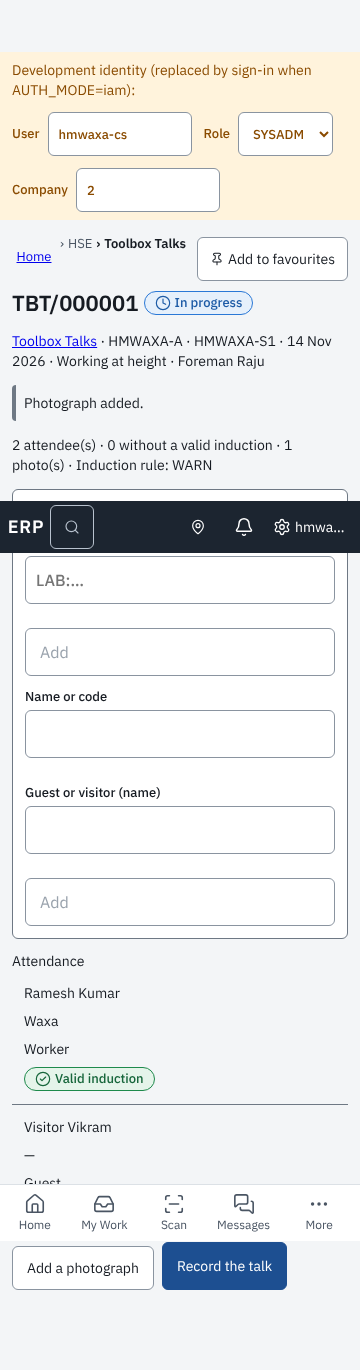 Development identity (replaced by sign-in when
AUTH_MODE=iam):
User hmwaxa-cs Role SYSADM
Company 2
Home › HSE › Toolbox Talks
Add to favourites
TBT/000001 In progress
Toolbox Talks · HMWAXA-A · HMWAXA-S1 · 14 Nov
2026 · Working at height · Foreman Raju
Photograph added.
2 attendee(s) · 0 without a valid induction · 1
photo(s) · Induction rule: WARN
ERP hmwa...
LAB:...
Add
Name or code
Guest or visitor (name)
Add
Attendance
Ramesh Kumar
Waxa
Worker
Valid induction
Visitor Vikram
—
Guest
Home My Work Scan Messages More
Add a photograph Record the talk